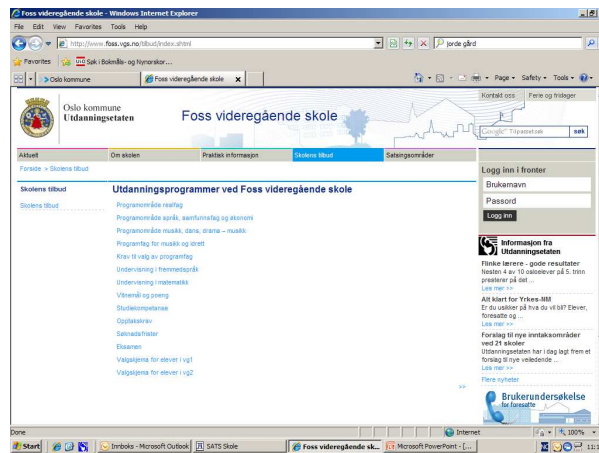 Foss videregående skole - Windows Internet Explorer
File Edit View Favorites Tools Help
http://www.foss.vgs.no/tilbud/index.shtml
jorde gård
Favorites UiO Søk i Bokmåls- og Nynorskor...
Oslo kommune
Foss videregående skole
Page Safety Tools
Kontakt oss Ferie og fridager
Oslo kommune
Utdanningsetaten
Foss videregående skole
Google Tilpasset søk
søk
Aktuelt Om skolen Praktisk informasjon Skolens tilbud Satsingsområder
Forside > Skolens tilbud
Skolens tilbud
Skolens tilbud
Utdanningsprogrammer ved Foss videregående skole
Programområde realfag
Programområde språk, samfunnsfag og økonomi
Programområde musikk, dans, drama – musikk
Programfag for musikk og idrett
Krav til valg av programfag
Undervisning i fremmedspråk
Undervisning i matematikk
Vitnemål og poeng
Studiekompetanse
Opptakskrav
Søknadsfrister
Eksamen
Valgskjema for elever i vg1
Valgskjema for elever i vg2
>>
Logg inn i fronter
Brukernavn
Passord
Logg inn
Informasjon fra
Utdanningsetaten
Flinke lærere - gode resultater
Nesten 4 av 10 osloelever på 5. trinn
presterer på det ...
Les mer >>
Alt klart for Yrkes-NM
Er du usikker på hva du vil bli? Elever,
foresatte og ...
Les mer >>
Forslag til nye inntaksområder
ved 21 skoler
Utdanningsetaten har i dag lagt frem et
forslag til nye veiledende ...
Les mer >>
Flere nyheter
Brukerundersøkelse
for foresatte
Done
Internet
100%
Start
Innboks - Microsoft Outlook
SATS Skole
Foss videregående sk...
Microsoft PowerPoint - [...